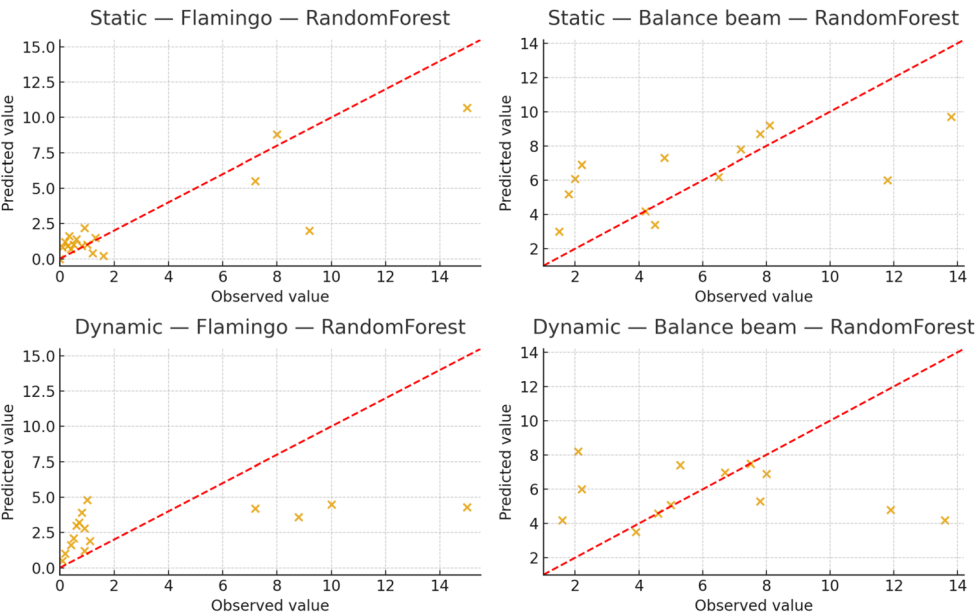 Static — Flamingo — RandomForest
15.0
12.5
10.0
7.5
5.0
2.5
0.0
Predicted value
0 2 4 6 8 10 12 14
Observed value
Static — Balance beam — RandomForest
14
12
10
8
6
4
2
Predicted value
2 4 6 8 10 12 14
Observed value
Dynamic — Flamingo — RandomForest
15.0
12.5
10.0
7.5
5.0
2.5
0.0
Predicted value
0 2 4 6 8 10 12 14
Observed value
Dynamic — Balance beam — RandomForest
14
12
10
8
6
4
2
Predicted value
2 4 6 8 10 12 14
Observed value